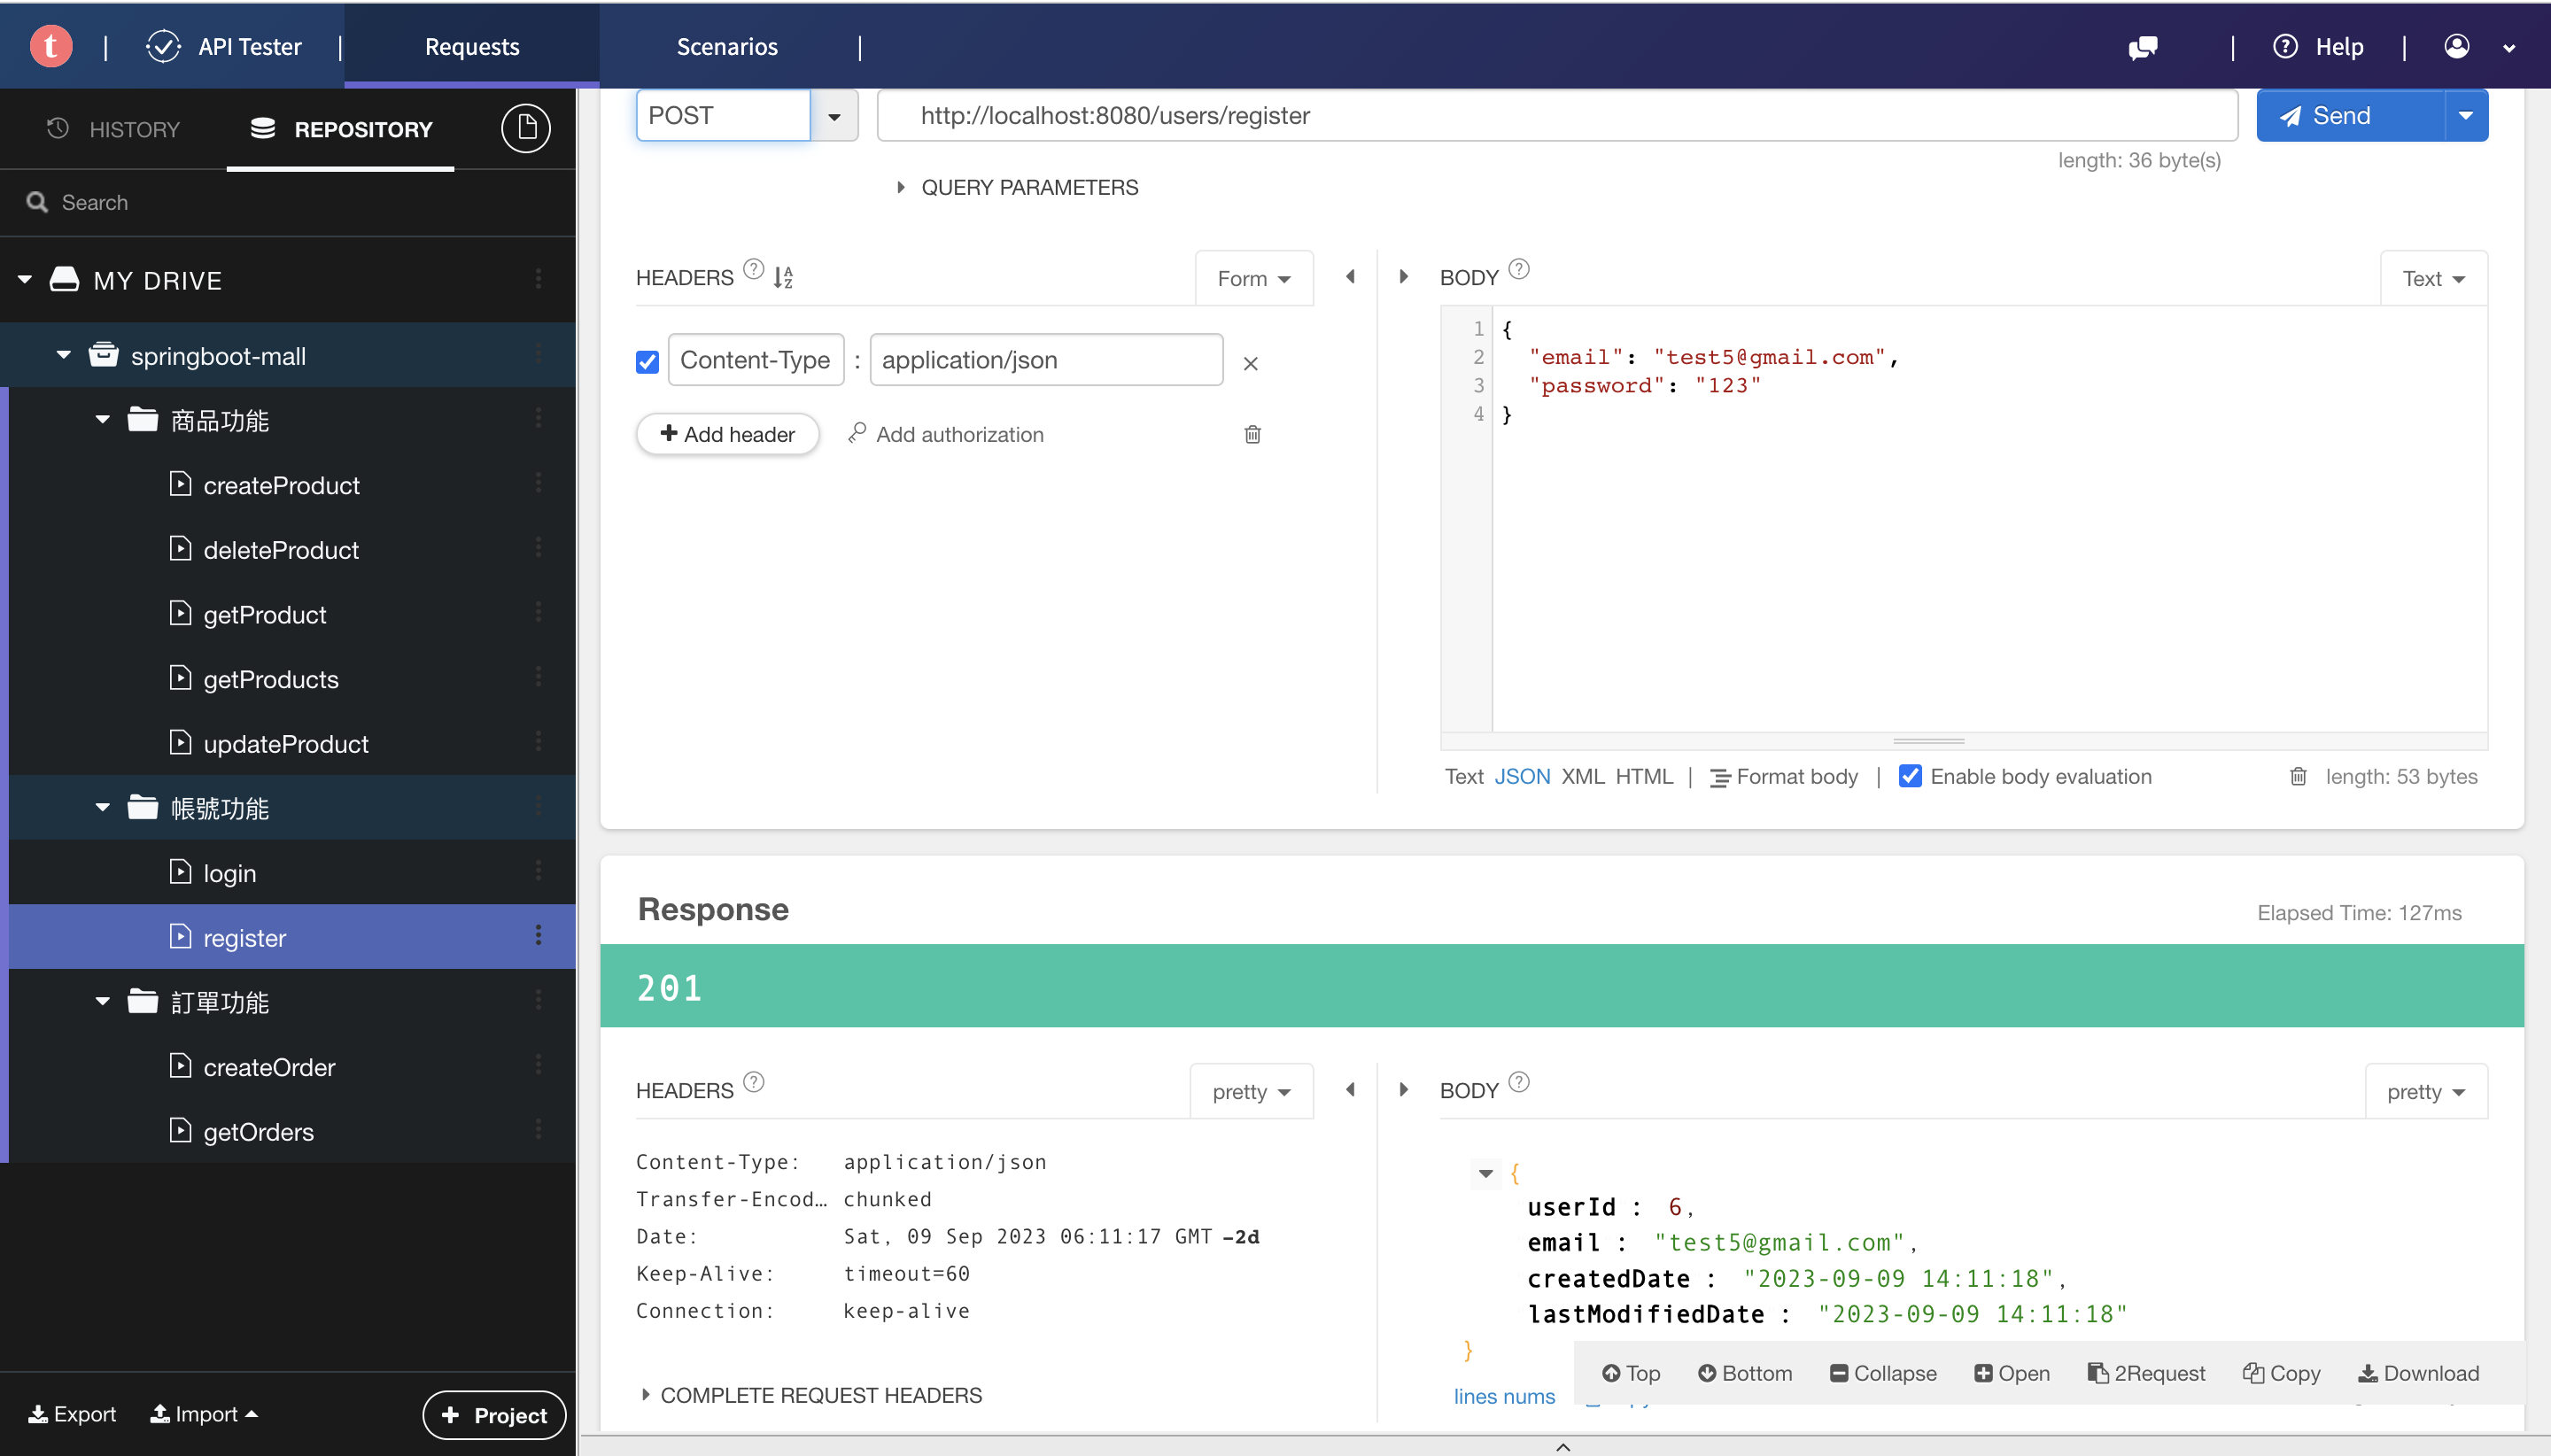 t | API Tester | Requests Scenarios | | Help |
HISTORY REPOSITORY
Search
MY DRIVE
springboot-mall
商品功能
createProduct
deleteProduct
getProduct
getProducts
updateProduct
帳號功能
login
register
訂單功能
createOrder
getOrders
Export Import + Project
POST http://localhost:8080/users/register Send
length: 36 byte(s)
QUERY PARAMETERS
HEADERS ? Form
Content-Type : application/json
+ Add header Add authorization
BODY ? Text
1 {
2 "email": "test5@gmail.com",
3 "password": "123"
4 }
Text JSON XML HTML | Format body | Enable body evaluation length: 53 bytes
Response Elapsed Time: 127ms
201
HEADERS ? pretty
Content-Type: application/json
Transfer-Encod… chunked
Date: Sat, 09 Sep 2023 06:11:17 GMT -2d
Keep-Alive: timeout=60
Connection: keep-alive
COMPLETE REQUEST HEADERS
BODY ? pretty
{
userId : 6,
email : "test5@gmail.com",
createdDate : "2023-09-09 14:11:18",
lastModifiedDate : "2023-09-09 14:11:18"
}
Top Bottom Collapse Open 2Request Copy Download
lines nums